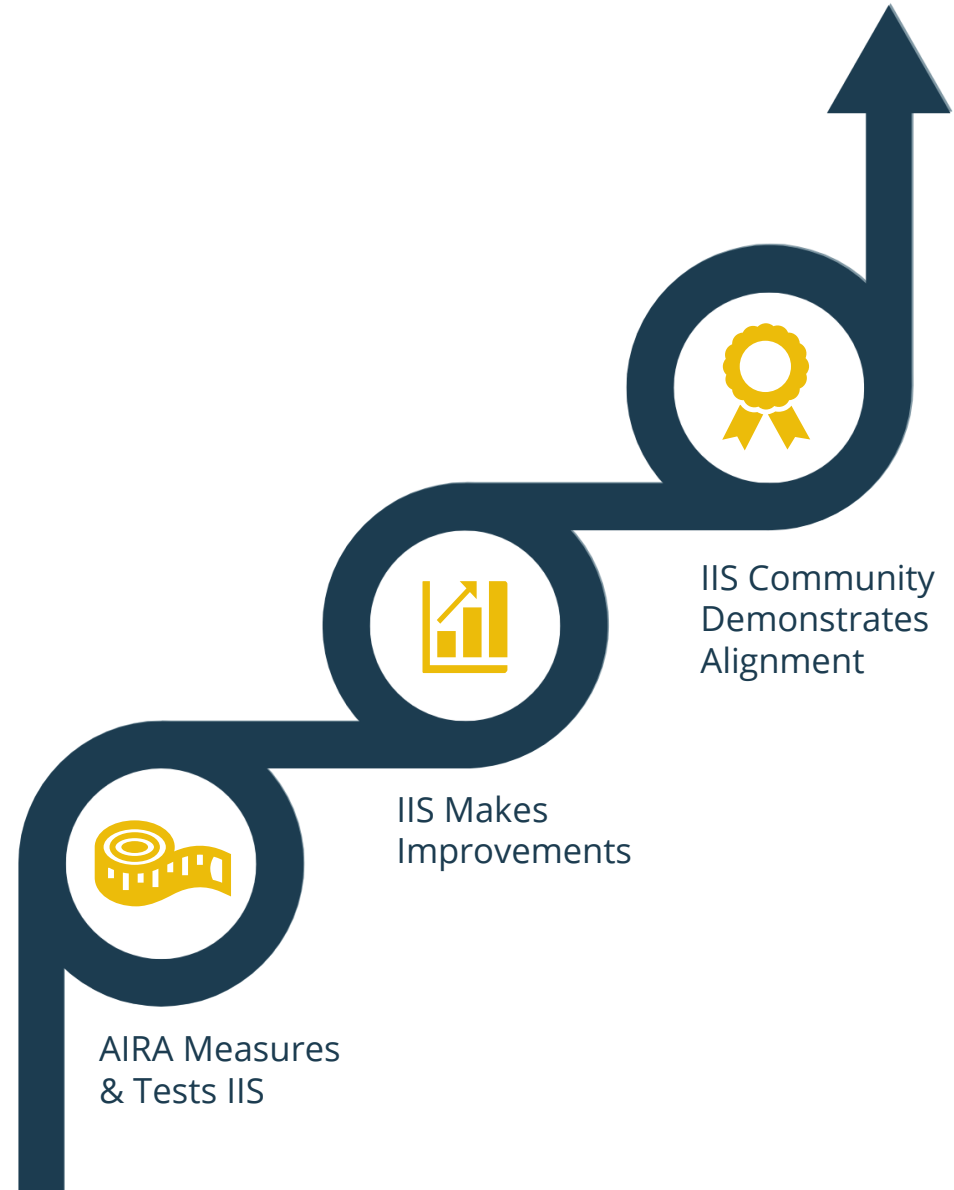 IIS Community
Demonstrates
Alignment
IIS Makes
Improvements
AIRA Measures
& Tests IIS